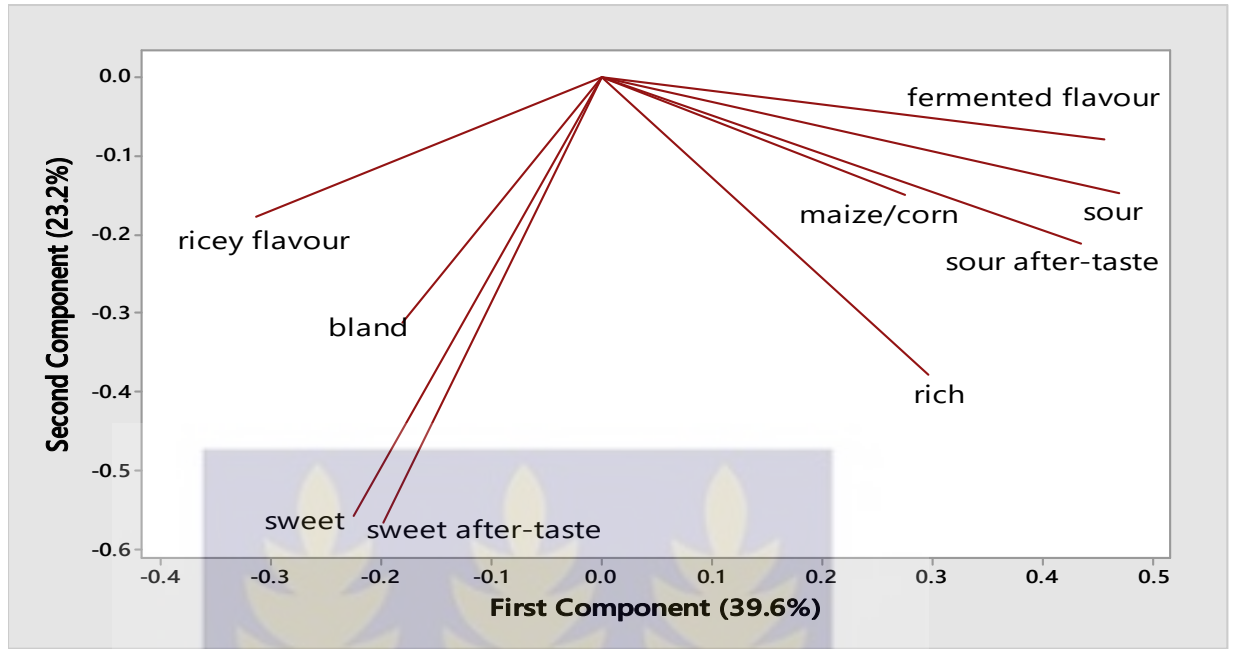 0.0
fermented flavour
-0.1
maize/corn
sour
-0.2
ricey flavour
sour after-taste
-0.3
bland
-0.4
rich
-0.5
sweet
sweet after-taste
-0.6
Second Component (23.2%)
-0.4 -0.3 -0.2 -0.1 0.0 0.1 0.2 0.3 0.4 0.5
First Component (39.6%)